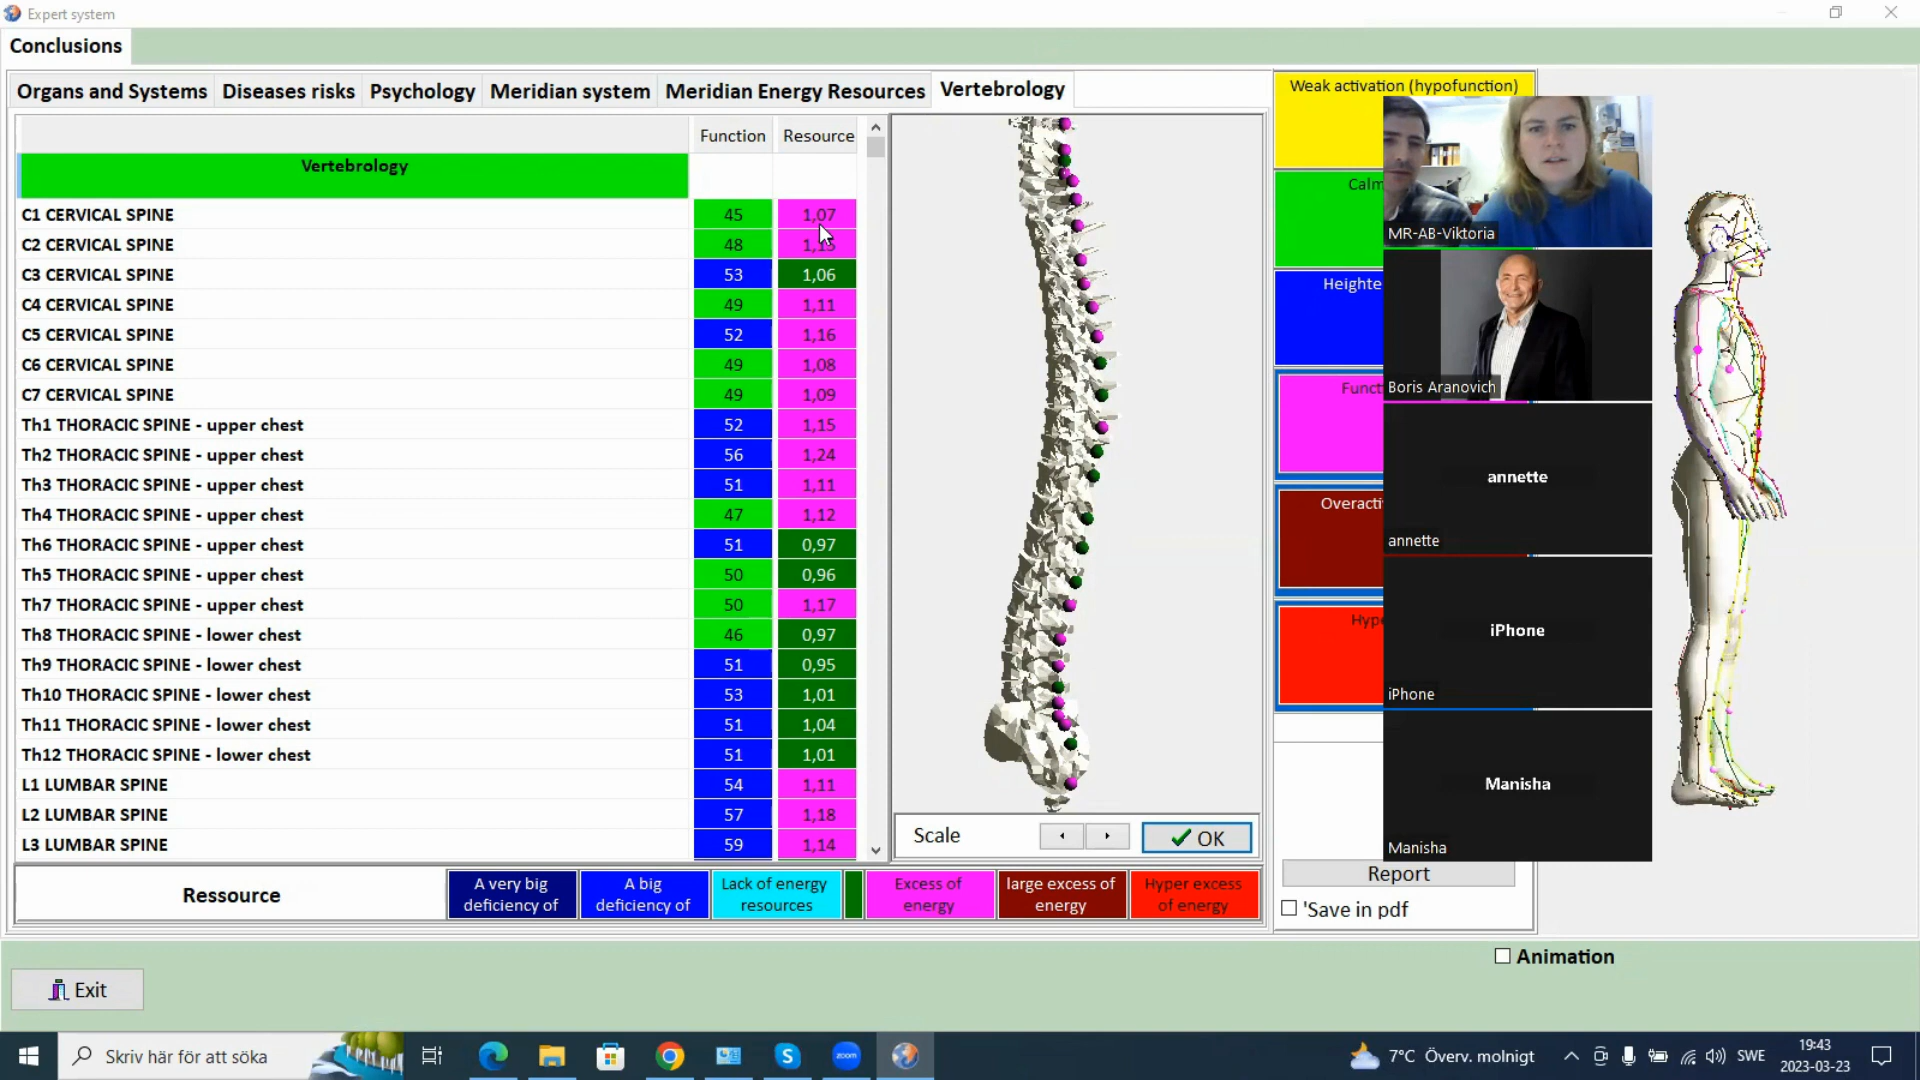 Expert system
Conclusions
Organs and Systems
Diseases risks
Psychology
Meridian system
Meridian Energy Resources
Vertebrology
Function
Resource
Vertebrology
C1 CERVICAL SPINE 45 1,07
C2 CERVICAL SPINE 48 1,15
C3 CERVICAL SPINE 53 1,06
C4 CERVICAL SPINE 49 1,11
C5 CERVICAL SPINE 52 1,16
C6 CERVICAL SPINE 49 1,08
C7 CERVICAL SPINE 49 1,09
Th1 THORACIC SPINE - upper chest 52 1,15
Th2 THORACIC SPINE - upper chest 56 1,24
Th3 THORACIC SPINE - upper chest 51 1,11
Th4 THORACIC SPINE - upper chest 47 1,12
Th6 THORACIC SPINE - upper chest 51 0,97
Th5 THORACIC SPINE - upper chest 50 0,96
Th7 THORACIC SPINE - upper chest 50 1,17
Th8 THORACIC SPINE - lower chest 46 0,97
Th9 THORACIC SPINE - lower chest 51 0,95
Th10 THORACIC SPINE - lower chest 53 1,01
Th11 THORACIC SPINE - lower chest 51 1,04
Th12 THORACIC SPINE - lower chest 51 1,01
L1 LUMBAR SPINE 54 1,11
L2 LUMBAR SPINE 57 1,18
L3 LUMBAR SPINE 59 1,14
Scale
OK
Ressource
A very big
deficiency of
A big
deficiency of
Lack of energy
resources
Excess of
energy
large excess of
energy
Hyper excess
of energy
Weak activation (hypofunction)
Calm
Heighte
Functi
Overacti
Hype
MR-AB-Viktoria
Boris Aranovich
annette
annette
iPhone
iPhone
Manisha
Manisha
Report
'Save in pdf
Animation
Exit
Skriv här för att söka
zoom
7°C Överv. molnigt
SWE
19:43
2023-03-23